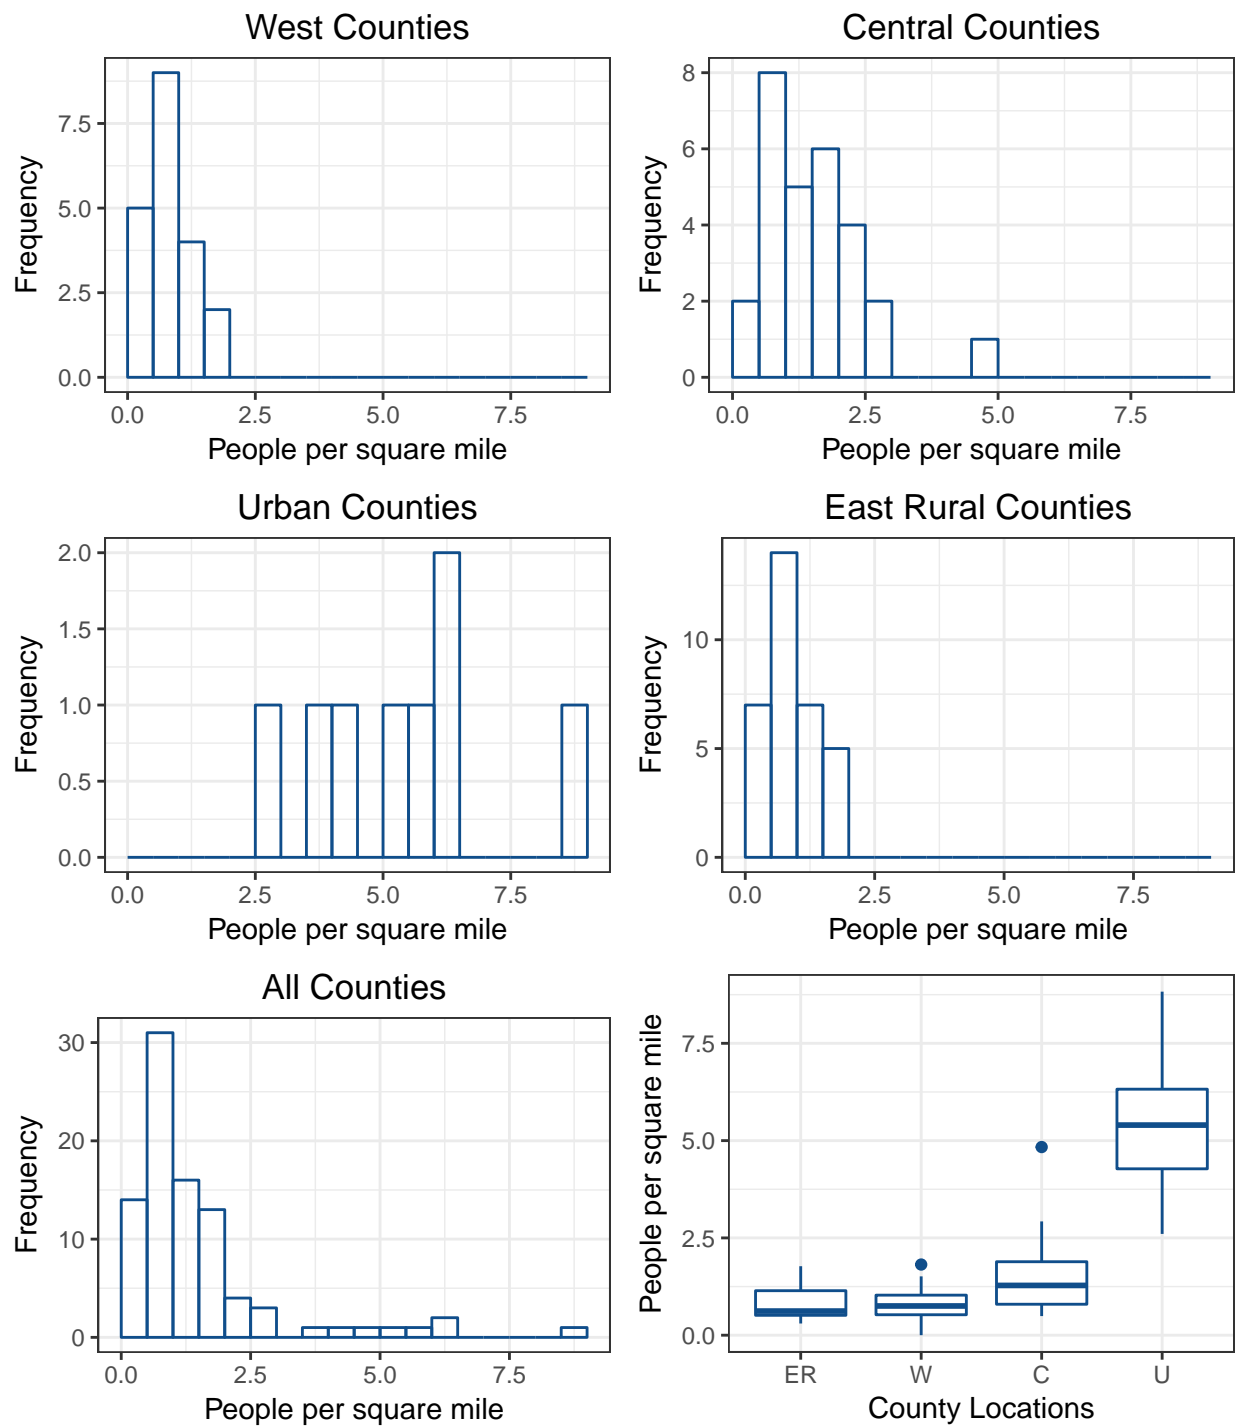 West Counties
Frequency
7.5
5.0
2.5
0.0
0.0 2.5 5.0 7.5
People per square mile
Central Counties
Frequency
8
6
4
2
0
0.0 2.5 5.0 7.5
People per square mile
Urban Counties
Frequency
2.0
1.5
1.0
0.5
0.0
0.0 2.5 5.0 7.5
People per square mile
East Rural Counties
Frequency
10
5
0
0.0 2.5 5.0 7.5
People per square mile
All Counties
Frequency
30
20
10
0
0.0 2.5 5.0 7.5
People per square mile
People per square mile
7.5
5.0
2.5
0.0
ER W C U
County Locations